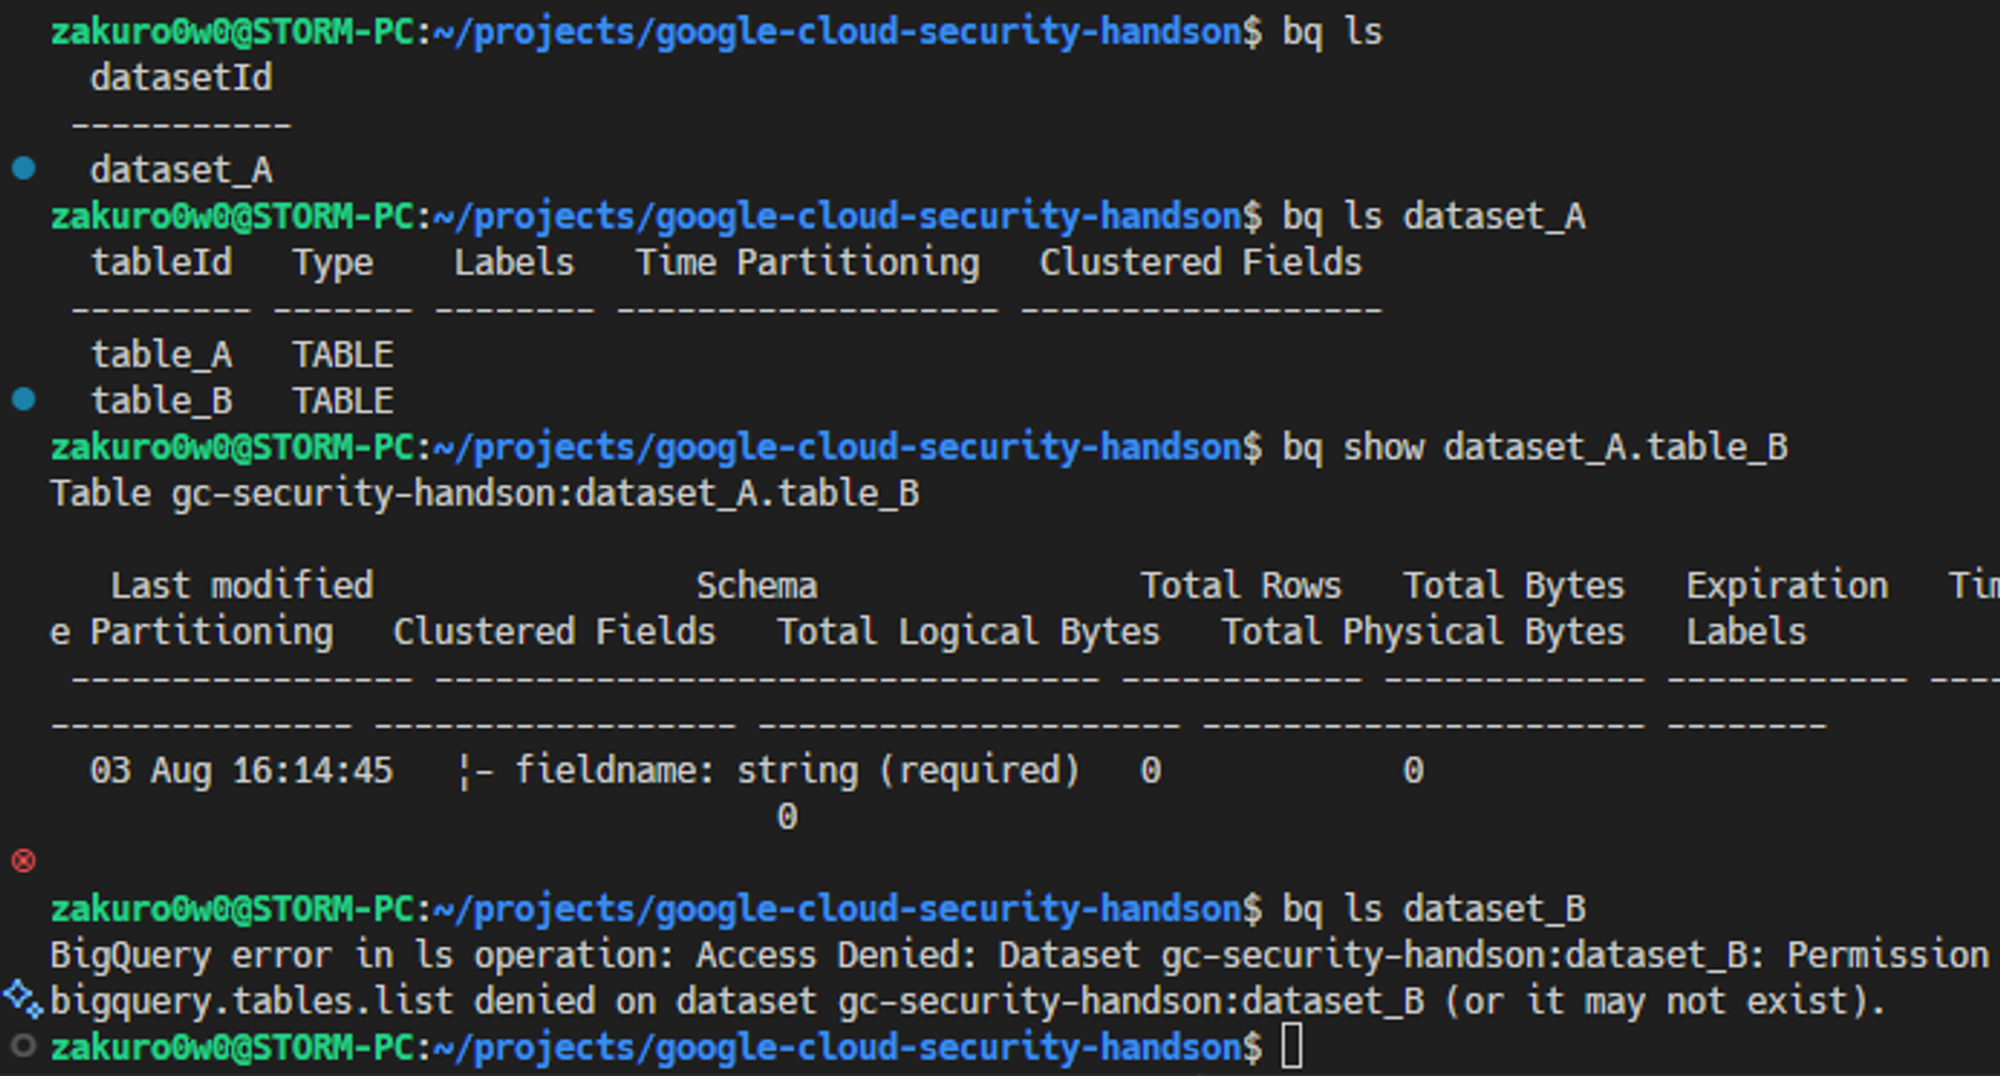 zakuro0w0@STORM-PC:~/projects/google-cloud-security-handson$ bq ls
datasetId
-----------
dataset_A
zakuro0w0@STORM-PC:~/projects/google-cloud-security-handson$ bq ls dataset_A
tableId   Type    Labels   Time Partitioning   Clustered Fields
--------- ------- -------- ------------------- ------------------
table_A   TABLE
table_B   TABLE
zakuro0w0@STORM-PC:~/projects/google-cloud-security-handson$ bq show dataset_A.table_B
Table gc-security-handson:dataset_A.table_B
Last modified                Schema                Total Rows   Total Bytes   Expiration   Tim
e Partitioning   Clustered Fields   Total Logical Bytes   Total Physical Bytes   Labels
----------------- --------------------------------- ------------ ------------- ------------ ----
--------------- ------------------ --------------------- ---------------------- --------
03 Aug 16:14:45   ¦- fieldname: string (required)   0            0
0
zakuro0w0@STORM-PC:~/projects/google-cloud-security-handson$ bq ls dataset_B
BigQuery error in ls operation: Access Denied: Dataset gc-security-handson:dataset_B: Permission
bigquery.tables.list denied on dataset gc-security-handson:dataset_B (or it may not exist).
zakuro0w0@STORM-PC:~/projects/google-cloud-security-handson$